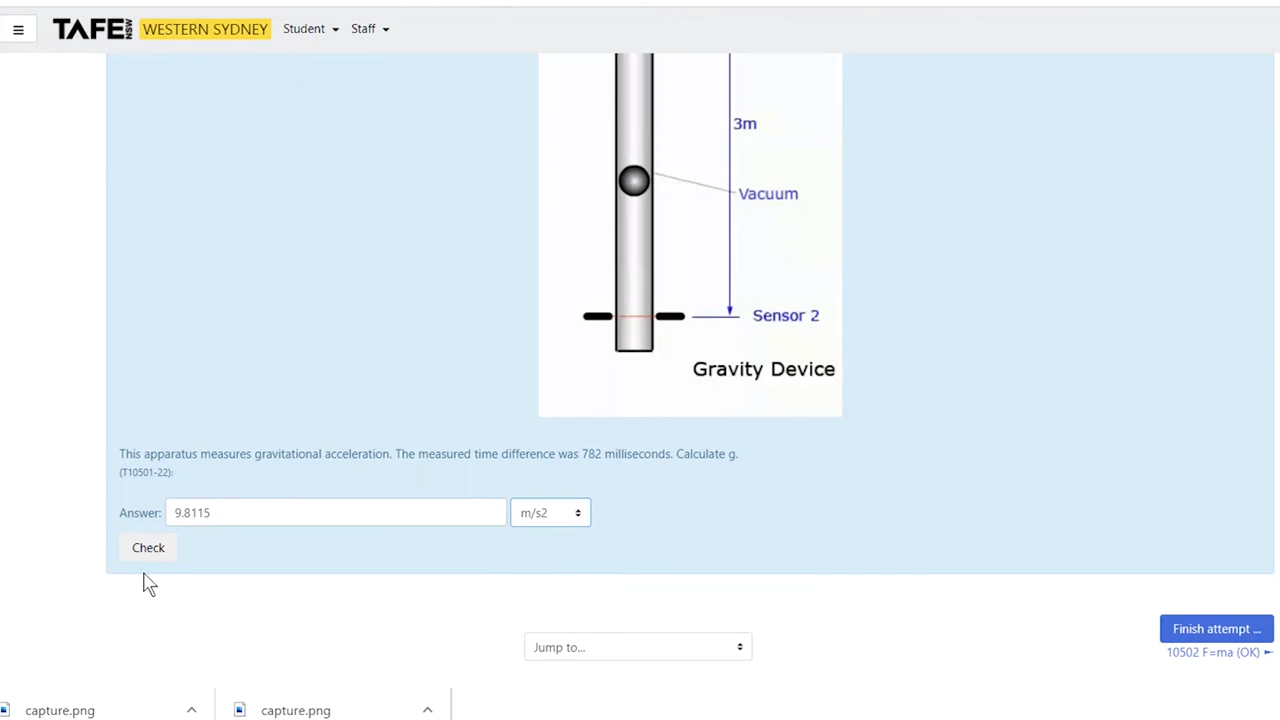 TAFE NSW WESTERN SYDNEY Student Staff
3m
Vacuum
Sensor 2
Gravity Device
This apparatus measures gravitational acceleration. The measured time difference was 782 milliseconds. Calculate g.
(T10501-22):
Answer: 9.8115 m/s2
Check
Finish attempt ...
Jump to...
10502 F=ma (OK)
capture.png capture.png